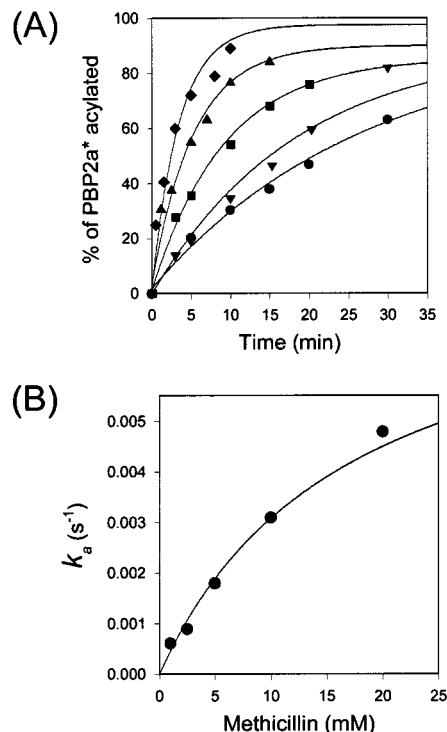 (A)
% of PBP2a* acylated
100
80
60
40
20
0
0 5 10 15 20 25 30 35
Time (min)
(B)
k_a (s⁻¹)
0.005
0.004
0.003
0.002
0.001
0.000
0 5 10 15 20 25
Methicillin (mM)